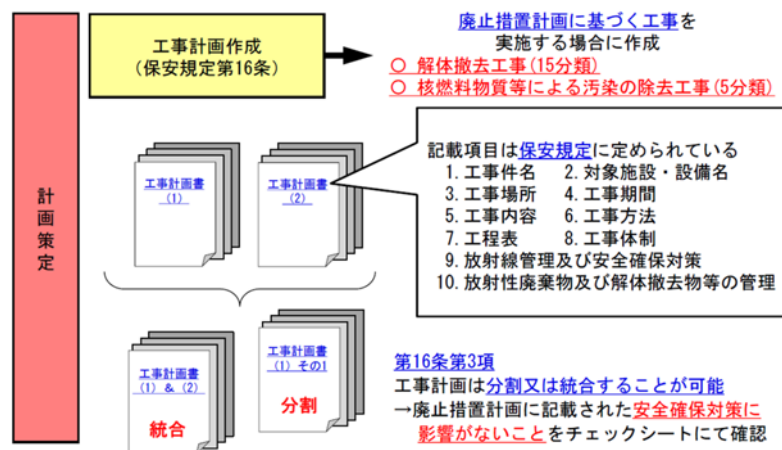 計画策定
工事計画作成
(保安規定第16条)
廃止措置計画に基づく工事を
実施する場合に作成
○ 解体撤去工事(15分類)
○ 核燃料物質等による汚染の除去工事(5分類)
工事計画書
(1)
工事計画書
(2)
記載項目は保安規定に定められている
1. 工事件名 2. 対象施設・設備名
3. 工事場所 4. 工事期間
5. 工事内容 6. 工事方法
7. 工程表 8. 工事体制
9. 放射線管理及び安全確保対策
10. 放射性廃棄物及び解体撤去物等の管理
工事計画書
(1) & (2)
統合
工事計画書
(1) その1
分割
第16条第3項
工事計画は分割又は統合することが可能
→廃止措置計画に記載された安全確保対策に
影響がないことをチェックシートにて確認